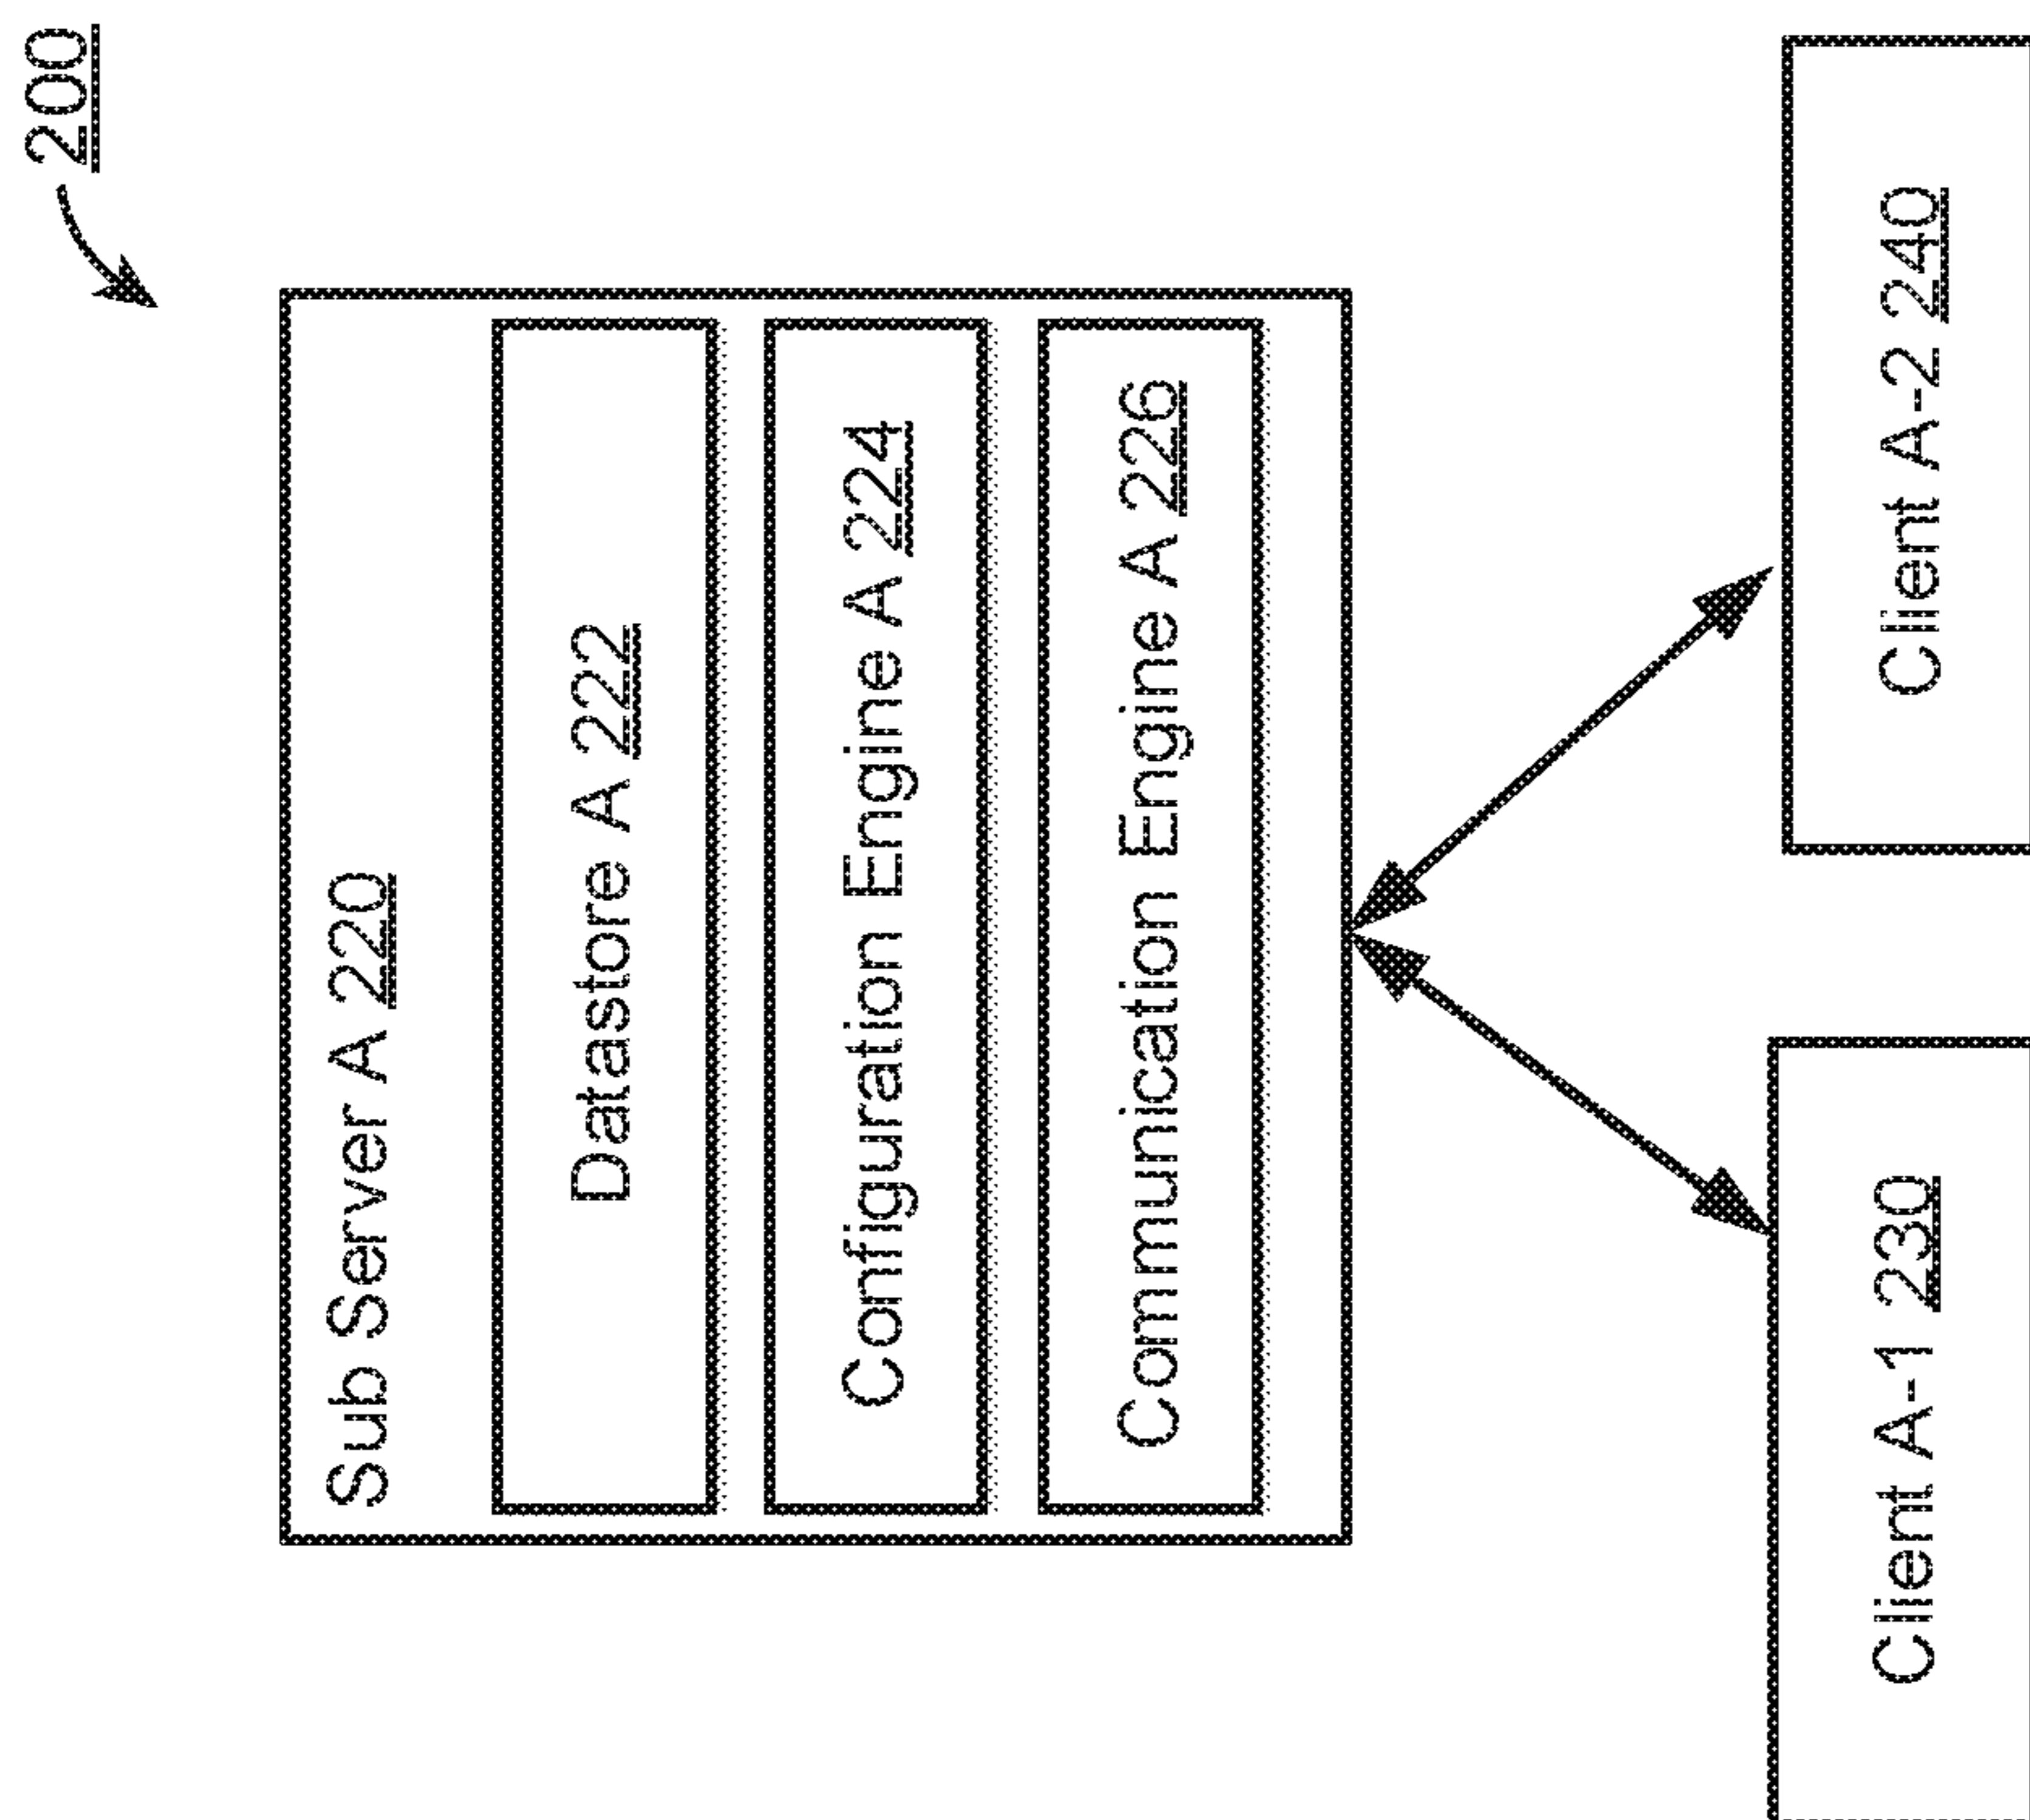 200
Sub Server A 220
Datastore A 222
Configuration Engine A 224
Communication Engine A 226
Client A-1 230
Client A-2 240